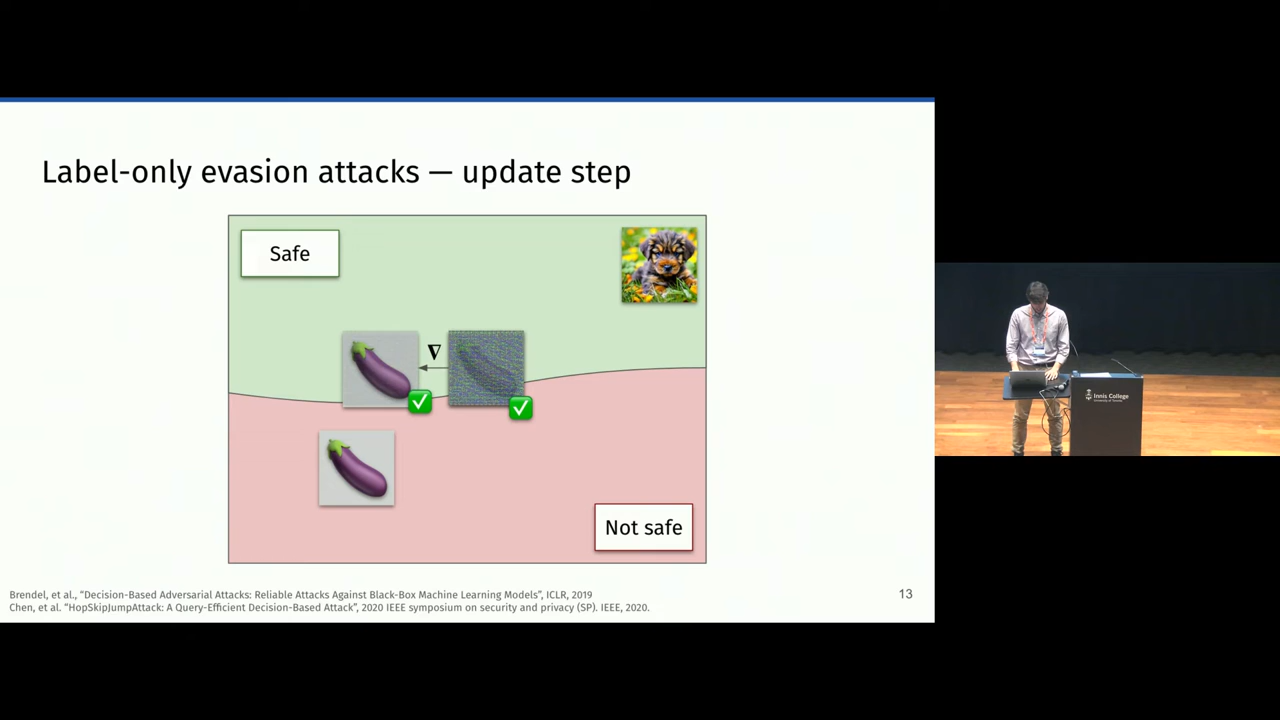 Label-only evasion attacks — update step
Safe
∇
Not safe
Brendel, et al., “Decision-Based Adversarial Attacks: Reliable Attacks Against Black-Box Machine Learning Models”, ICLR, 2019
Chen, et al. “HopSkipJumpAttack: A Query-Efficient Decision-Based Attack”, 2020 IEEE symposium on security and privacy (SP). IEEE, 2020.
13
Innis College